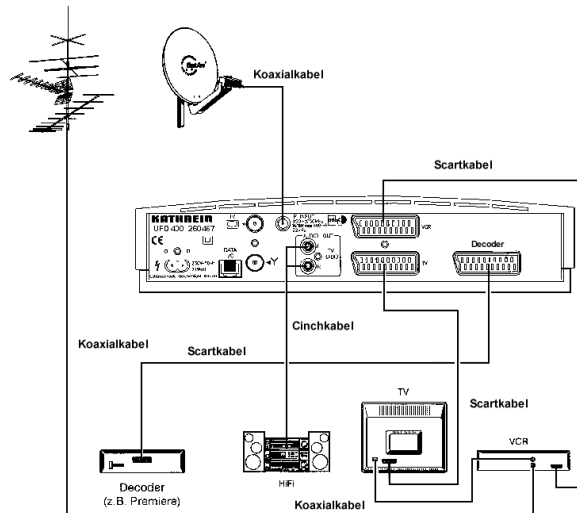 Koaxialkabel
Scartkabel
KATHREIN
UFD 400 260467
VCR
Decoder
DATA
I/O
TV
Cinchkabel
Koaxialkabel
Scartkabel
TV
Scartkabel
VCR
HiFi
Decoder
(z.B. Premiere)
Koaxialkabel